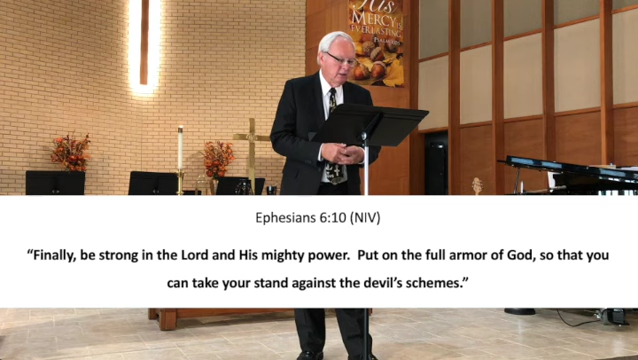 His
MERCY is
EVERLASTING
Ephesians 6:10 (NIV)
“Finally, be strong in the Lord and His mighty power.  Put on the full armor of God, so that you
can take your stand against the devil’s schemes.”